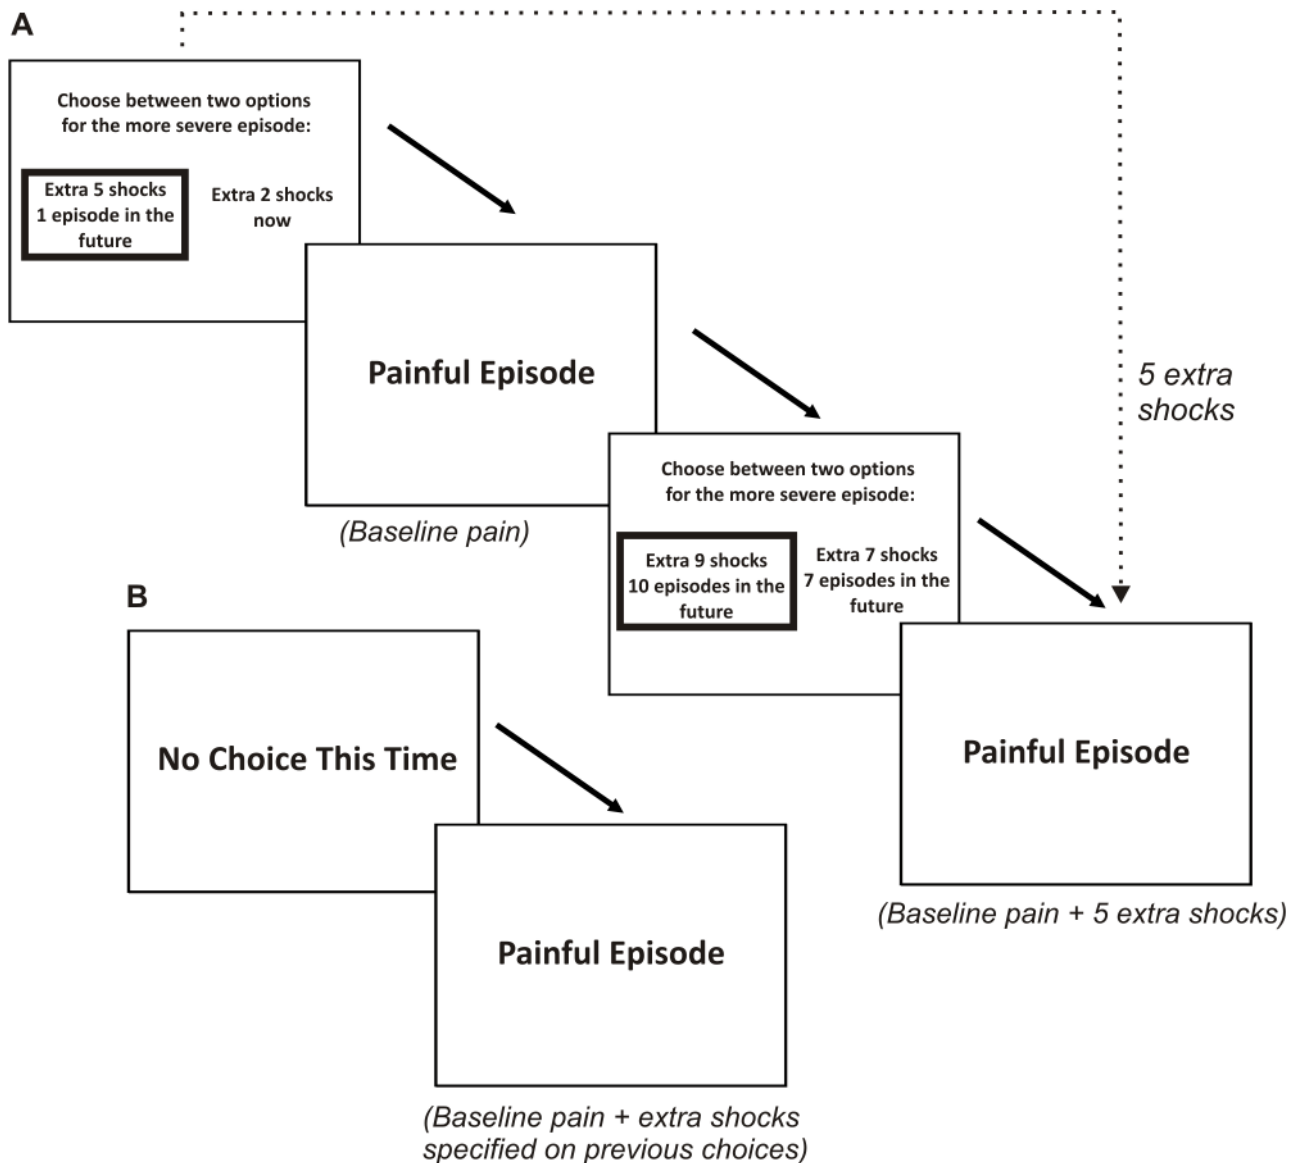 A
Choose between two options
for the more severe episode:
Extra 5 shocks
1 episode in the
future
Extra 2 shocks
now
Painful Episode
(Baseline pain)
Choose between two options
for the more severe episode:
Extra 9 shocks
10 episodes in the
future
Extra 7 shocks
7 episodes in the
future
5 extra
shocks
Painful Episode
(Baseline pain + 5 extra shocks)
B
No Choice This Time
Painful Episode
(Baseline pain + extra shocks
specified on previous choices)